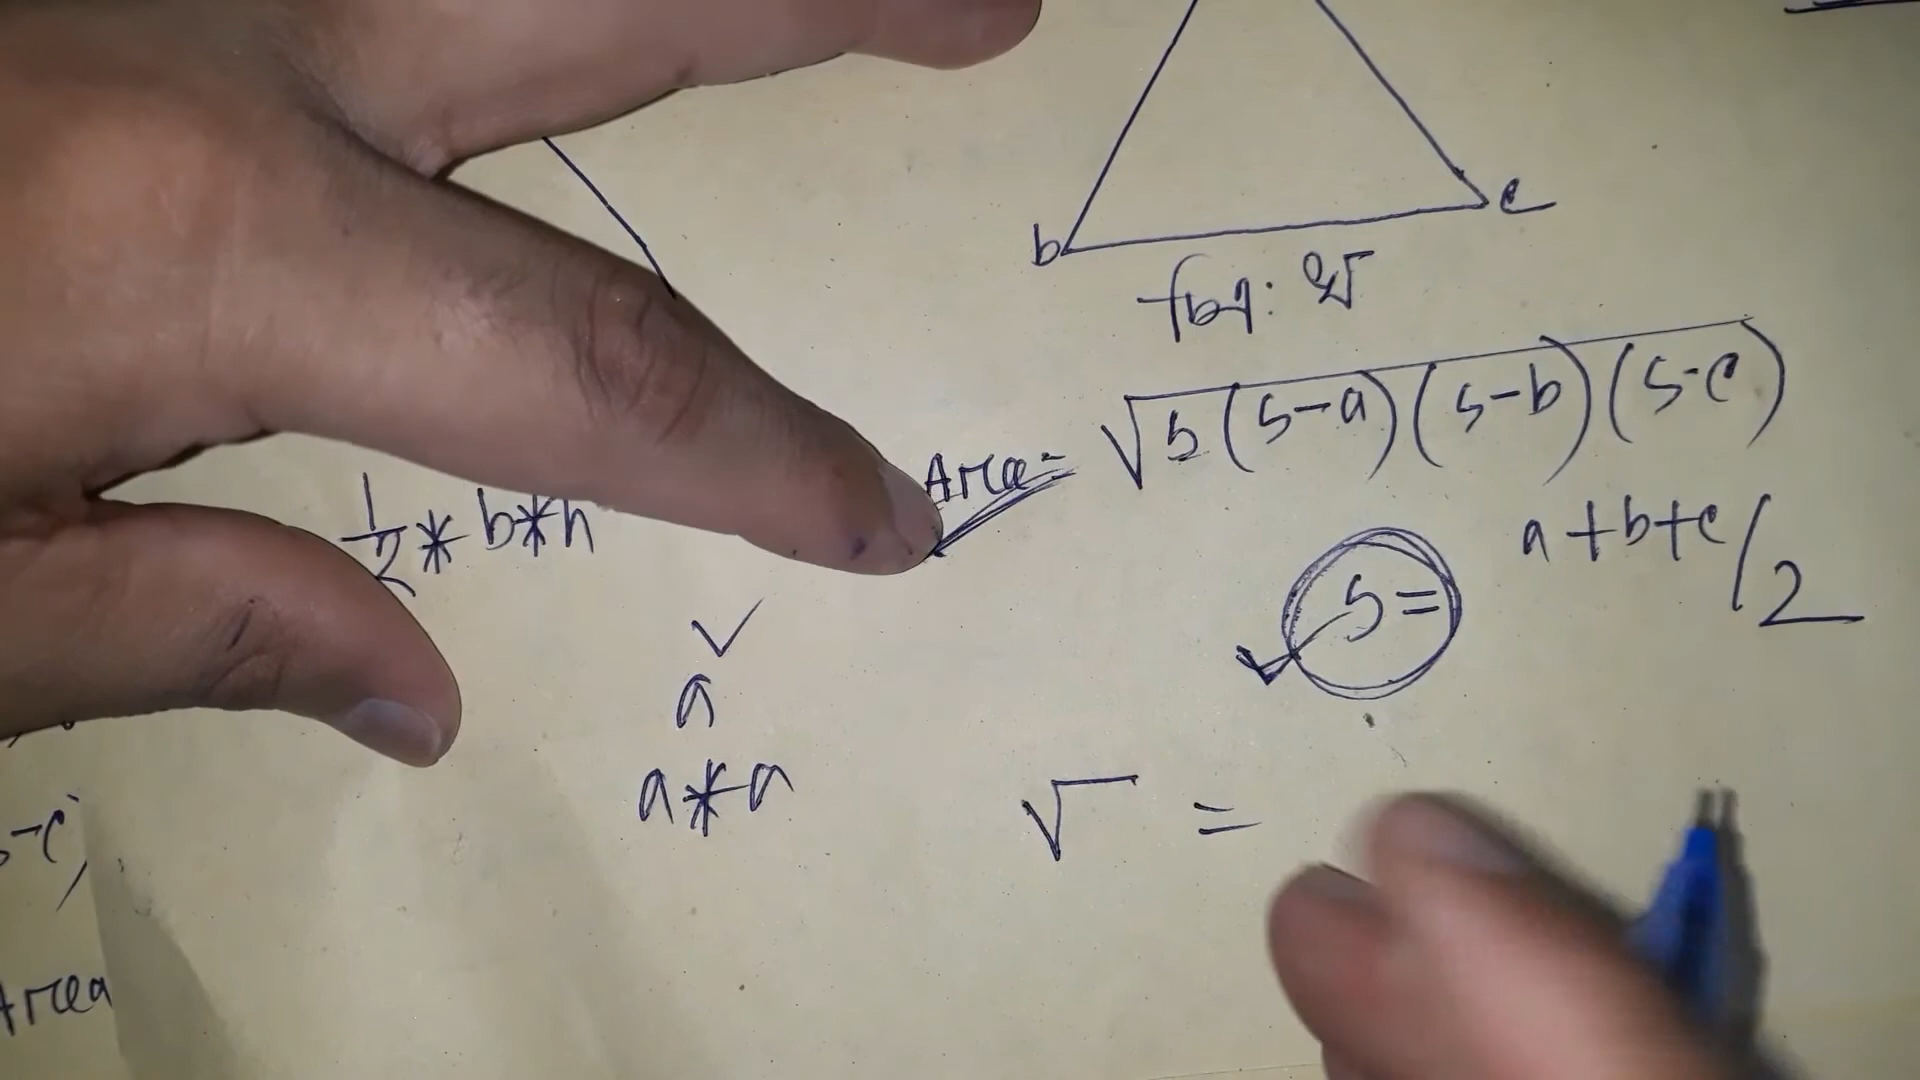 b c
চিত্র: খ
Area = √s(s-a)(s-b)(s-c)
1/2 * b*h
s = a+b+c/2
a
a*a
√ =
s-c)
Area